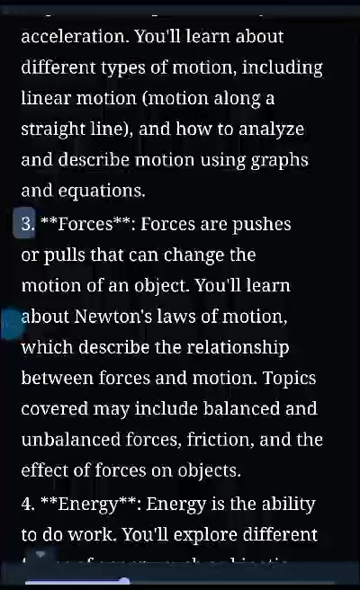 acceleration. You'll learn about
different types of motion, including
linear motion (motion along a
straight line), and how to analyze
and describe motion using graphs
and equations.
3. **Forces**: Forces are pushes
or pulls that can change the
motion of an object. You'll learn
about Newton's laws of motion,
which describe the relationship
between forces and motion. Topics
covered may include balanced and
unbalanced forces, friction, and the
effect of forces on objects.
4. **Energy**: Energy is the ability
to do work. You'll explore different